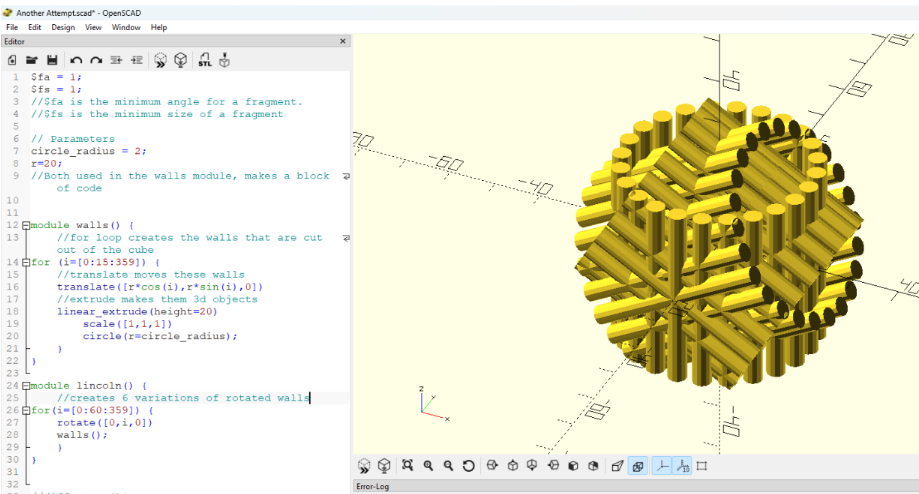 Another Attempt.scad* - OpenSCAD
File Edit Design View Window Help
Editor
STL
1 $fa = 1;
2 $fs = 1;
3 //$fa is the minimum angle for a fragment.
4 //$fs is the minimum size of a fragment
5
6 // Parameters
7 circle_radius = 2;
8 r=20;
9 //Both used in the walls module, makes a block
of code
10
11
12 module walls() {
13 //for loop creates the walls that are cut
out of the cube
14 for (i=[0:15:359]) {
15 //translate moves these walls
16 translate([r*cos(i),r*sin(i),0])
17 //extrude makes them 3d objects
18 linear_extrude(height=20)
19 scale([1,1,1])
20 circle(r=circle_radius);
21 }
22 }
23
24 module lincoln() {
25 //creates 6 variations of rotated walls
26 for(i=[0:60:359]) {
27 rotate([0,i,0])
28 walls();
29 }
30 }
31
32
-60
-40
40
z
y
x
10
Error-Log